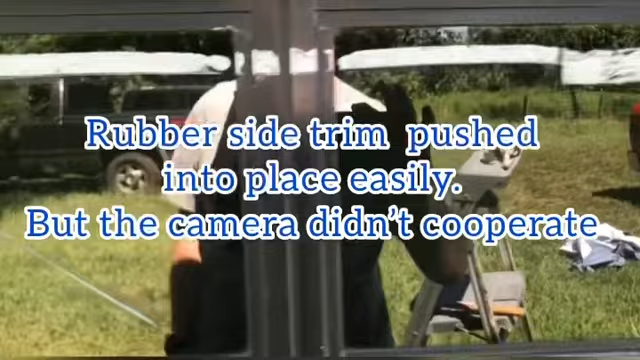 Rubber side trim pushed
into place easily.
But the camera didn't cooperate